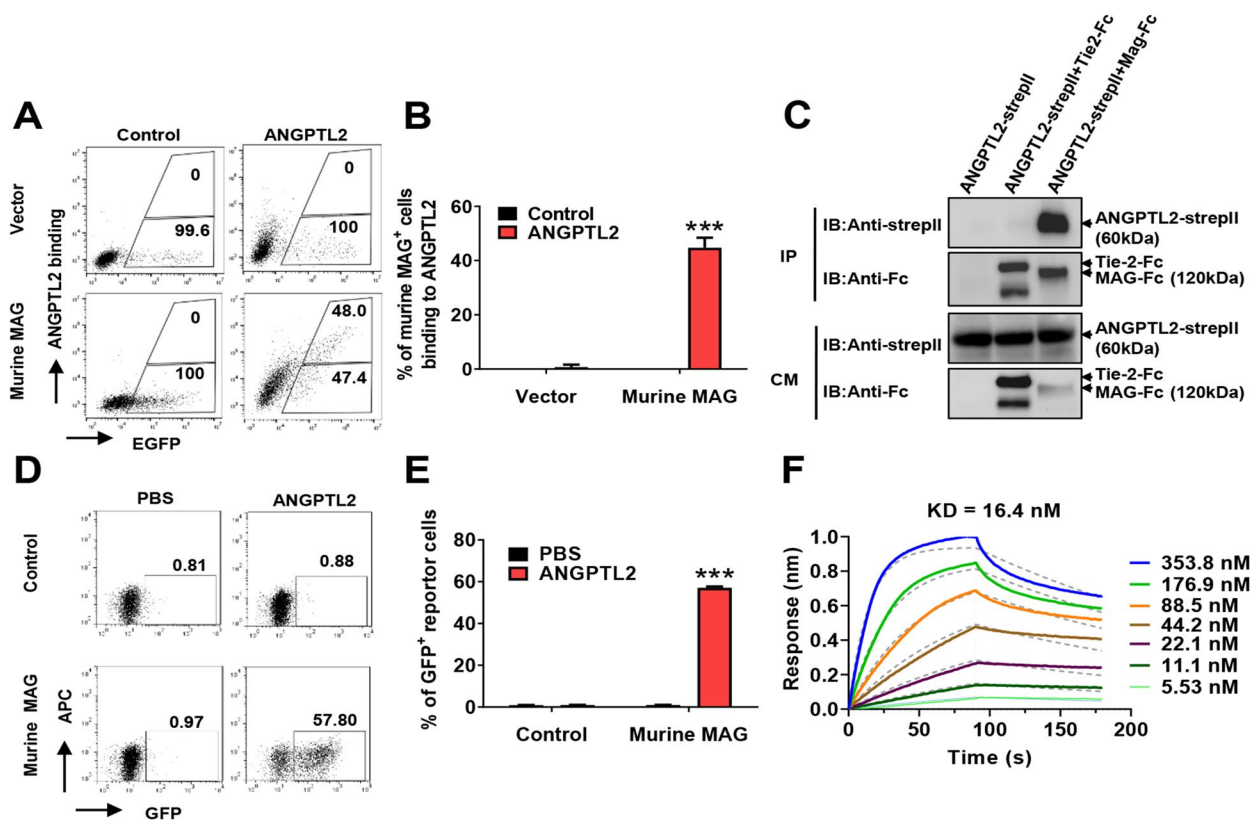 A
Control
ANGPTL2
Vector
Murine MAG
ANGPTL2 binding
EGFP
0
99.6
0
100
0
100
48.0
47.4
B
% of murine MAG+ cells
binding to ANGPTL2
60
40
20
0
Control
ANGPTL2
***
Vector
Murine MAG
C
ANGPTL2-strepII
ANGPTL2-strepII+Tie2-Fc
ANGPTL2-strepII+Mag-Fc
IP
IB:Anti-strepII
ANGPTL2-strepII
(60kDa)
IB:Anti-Fc
Tie-2-Fc
MAG-Fc (120kDa)
CM
IB:Anti-strepII
ANGPTL2-strepII
(60kDa)
IB:Anti-Fc
Tie-2-Fc
MAG-Fc (120kDa)
D
PBS
ANGPTL2
Control
Murine MAG
APC
GFP
0.81
0.88
0.97
57.80
E
% of GFP+ reportor cells
80
60
40
20
0
PBS
ANGPTL2
***
Control
Murine MAG
F
KD = 16.4 nM
Response (nm)
1.0
0.8
0.6
0.4
0.2
0.0
0
50
100
150
200
Time (s)
353.8 nM
176.9 nM
88.5 nM
44.2 nM
22.1 nM
11.1 nM
5.53 nM